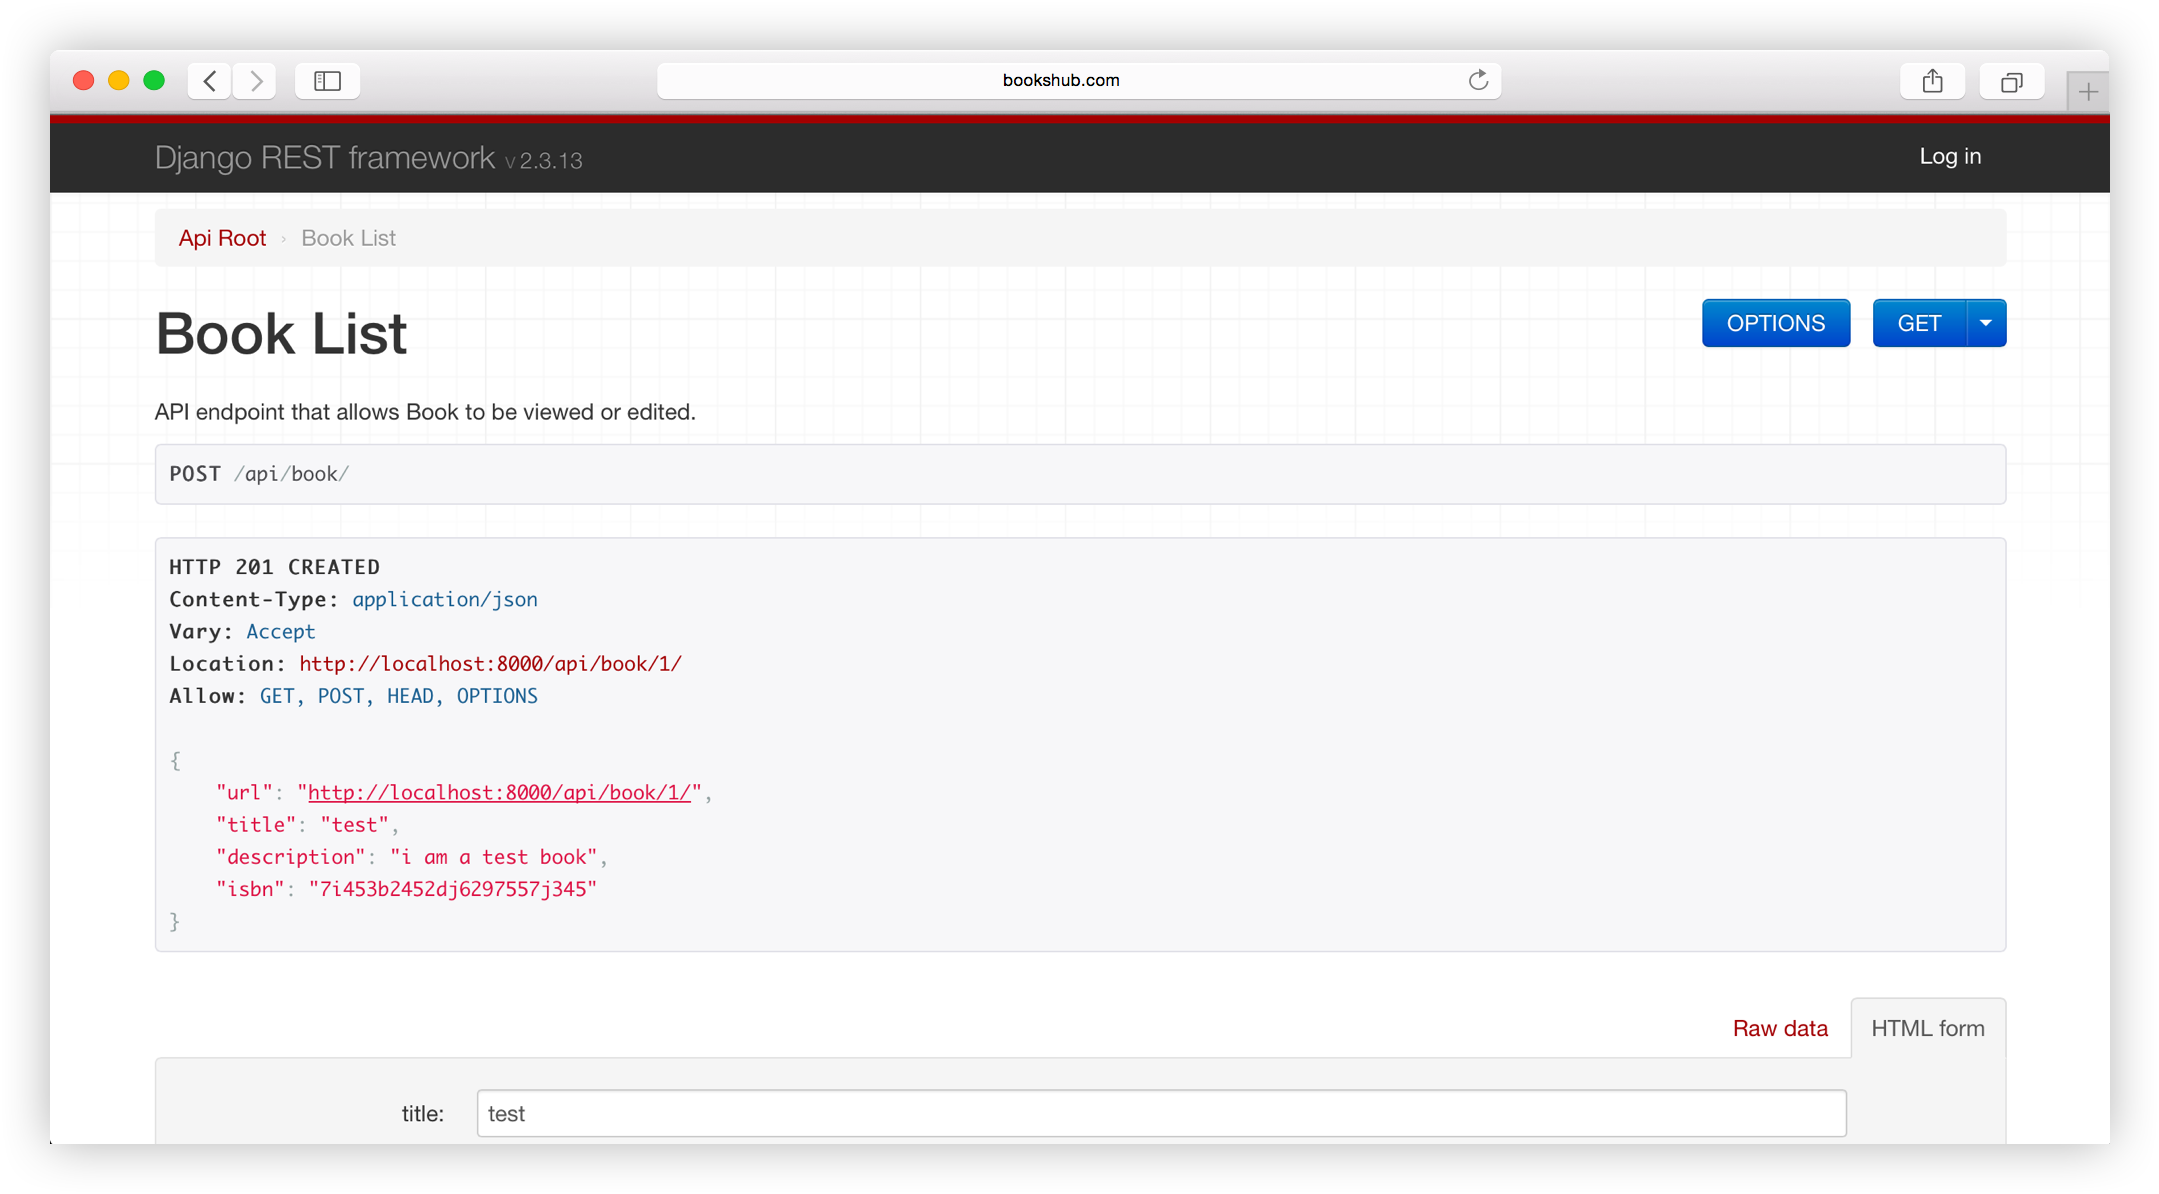 bookshub.com
Django REST framework v 2.3.13
Log in
Api Root › Book List
Book List
OPTIONS
GET
API endpoint that allows Book to be viewed or edited.
POST /api/book/
HTTP 201 CREATED
Content-Type: application/json
Vary: Accept
Location: http://localhost:8000/api/book/1/
Allow: GET, POST, HEAD, OPTIONS
{
    "url": "http://localhost:8000/api/book/1/",
    "title": "test",
    "description": "i am a test book",
    "isbn": "7i453b2452dj6297557j345"
}
Raw data
HTML form
title: test